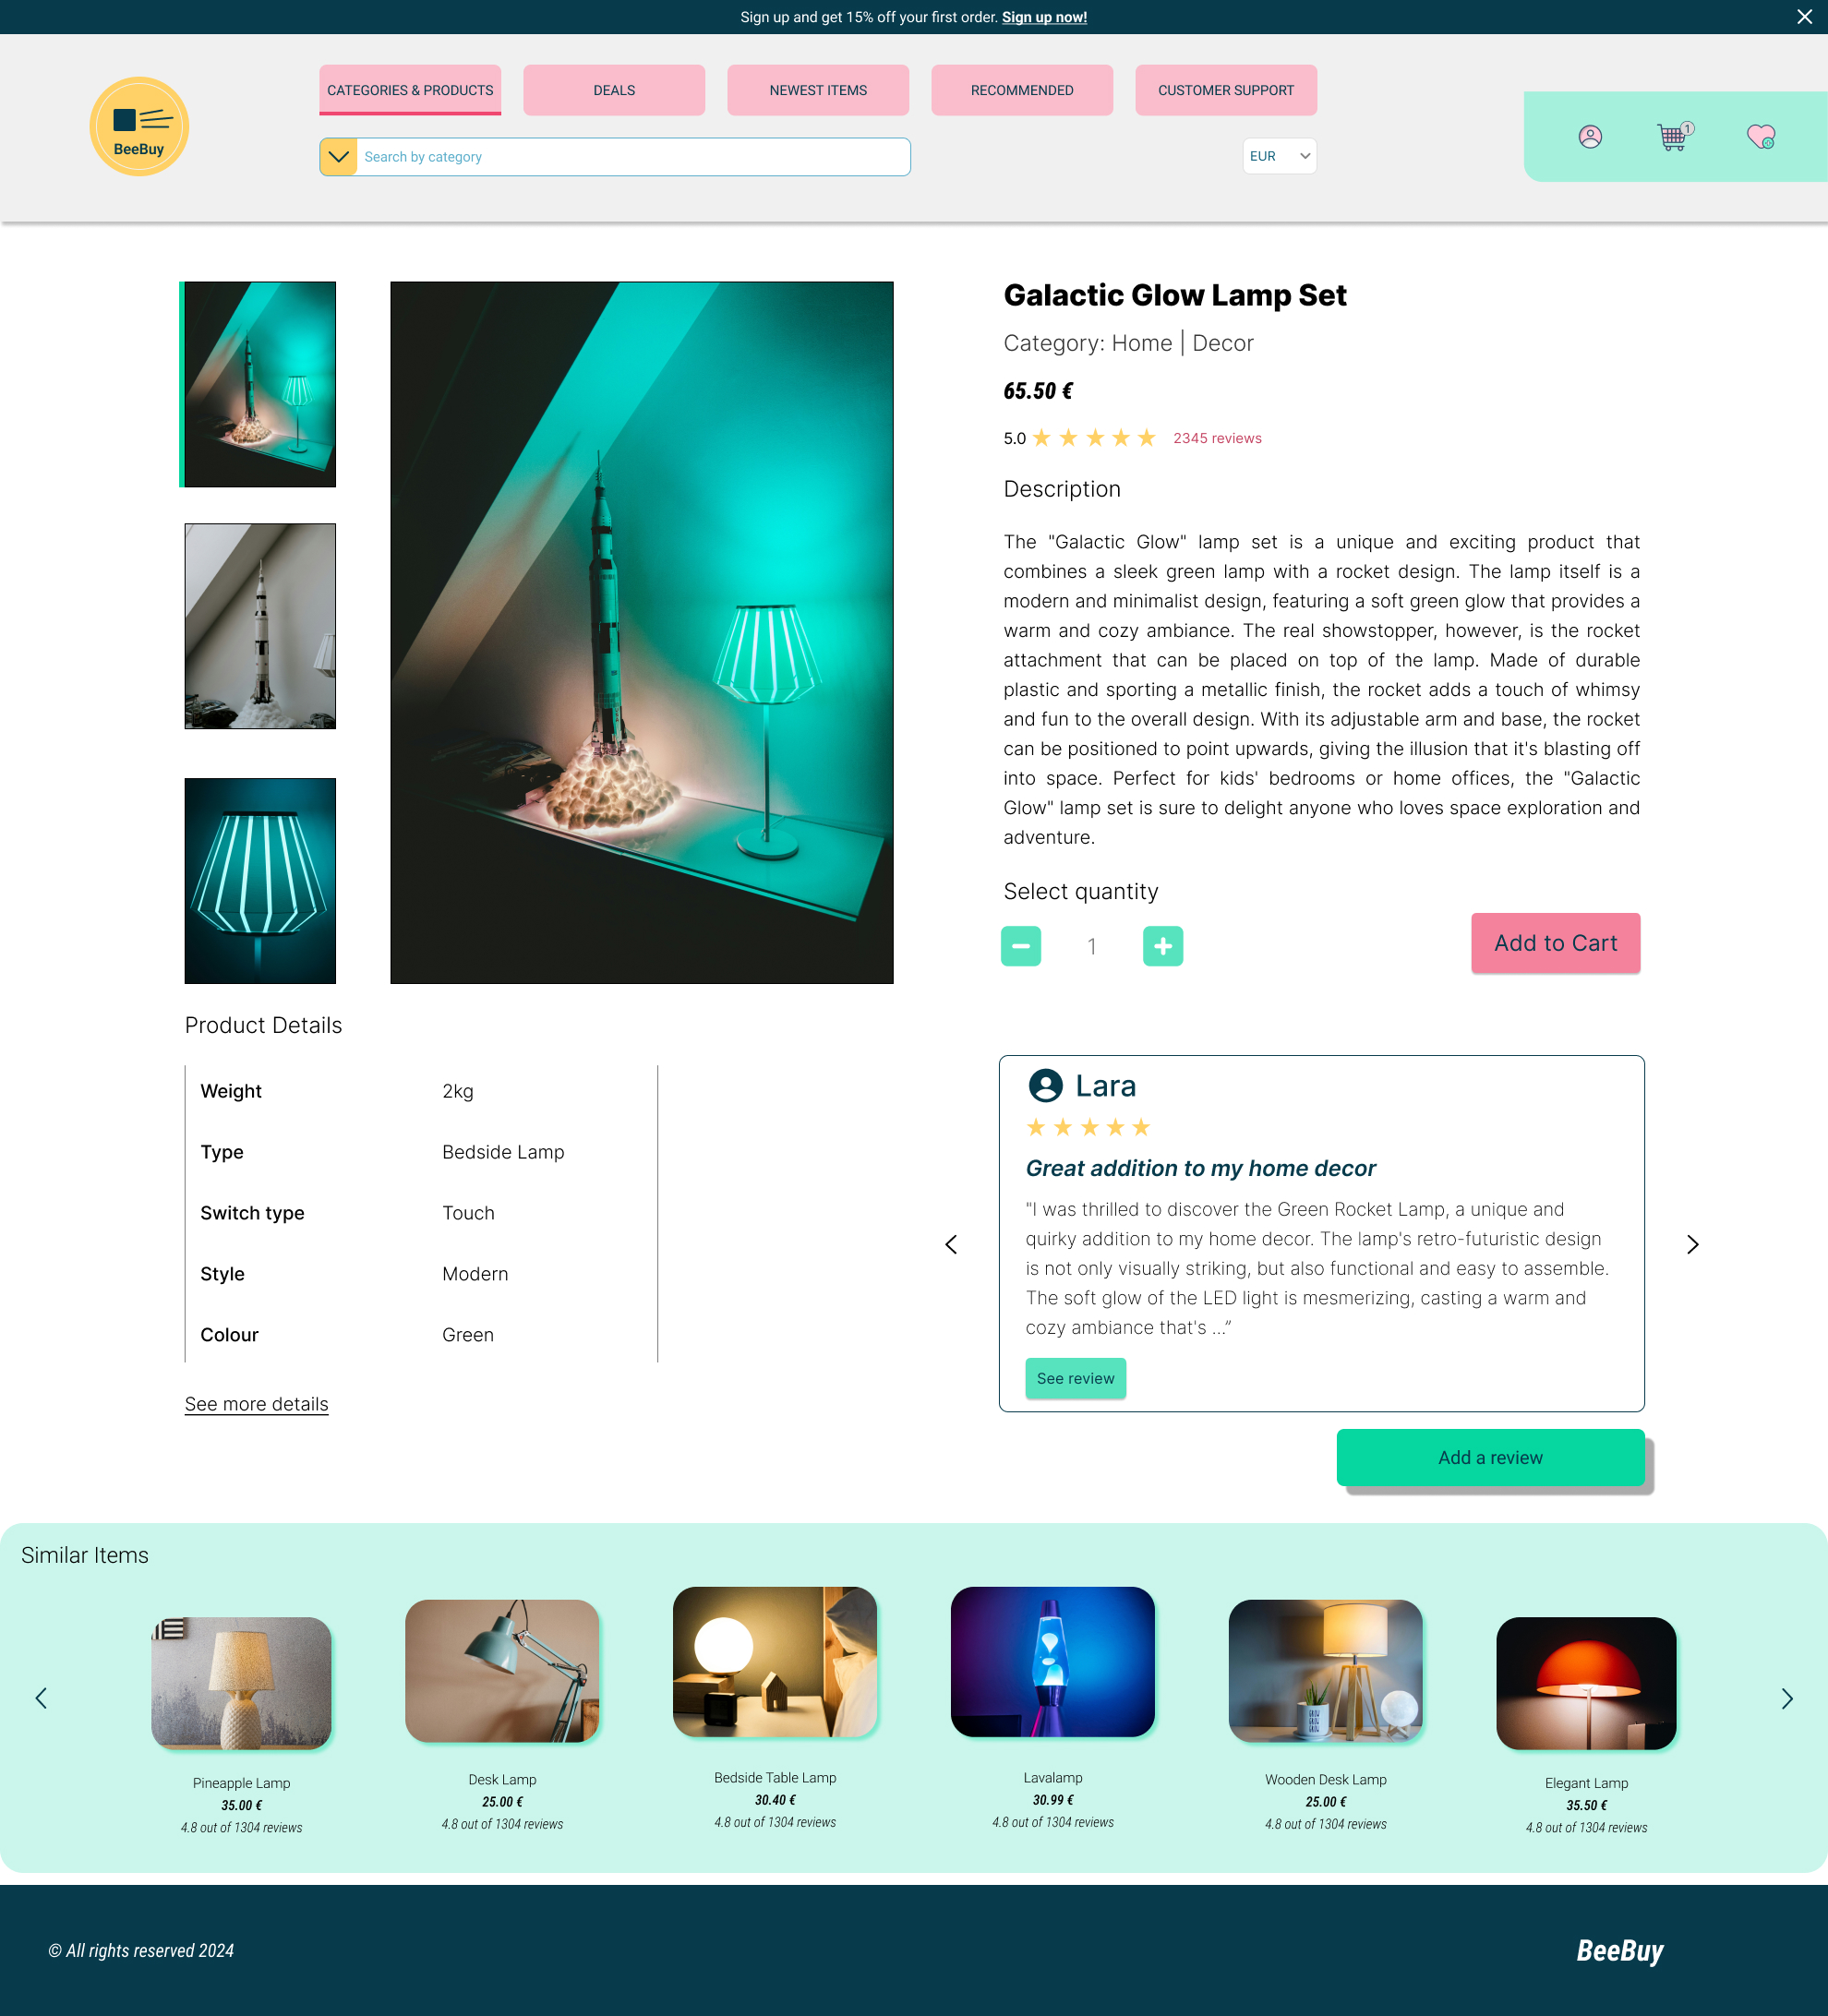 Sign up and get 15% off your first order. Sign up now!
BeeBuy
CATEGORIES & PRODUCTS
DEALS
NEWEST ITEMS
RECOMMENDED
CUSTOMER SUPPORT
Search by category
EUR
1
Galactic Glow Lamp Set
Category: Home | Decor
65.50 €
5.0
2345 reviews
Description
The "Galactic Glow" lamp set is a unique and exciting product that
combines a sleek green lamp with a rocket design. The lamp itself is a
modern and minimalist design, featuring a soft green glow that provides a
warm and cozy ambiance. The real showstopper, however, is the rocket
attachment that can be placed on top of the lamp. Made of durable
plastic and sporting a metallic finish, the rocket adds a touch of whimsy
and fun to the overall design. With its adjustable arm and base, the rocket
can be positioned to point upwards, giving the illusion that it's blasting off
into space. Perfect for kids' bedrooms or home offices, the "Galactic
Glow" lamp set is sure to delight anyone who loves space exploration and
adventure.
Select quantity
1
Add to Cart
Product Details
Weight 2kg
Type Bedside Lamp
Switch type Touch
Style Modern
Colour Green
See more details
Lara
Great addition to my home decor
"I was thrilled to discover the Green Rocket Lamp, a unique and
quirky addition to my home decor. The lamp's retro-futuristic design
is not only visually striking, but also functional and easy to assemble.
The soft glow of the LED light is mesmerizing, casting a warm and
cozy ambiance that's ...”
See review
Add a review
Similar Items
Pineapple Lamp
35.00 €
4.8 out of 1304 reviews
Desk Lamp
25.00 €
4.8 out of 1304 reviews
Bedside Table Lamp
30.40 €
4.8 out of 1304 reviews
Lavalamp
30.99 €
4.8 out of 1304 reviews
Wooden Desk Lamp
25.00 €
4.8 out of 1304 reviews
Elegant Lamp
35.50 €
4.8 out of 1304 reviews
© All rights reserved 2024
BeeBuy